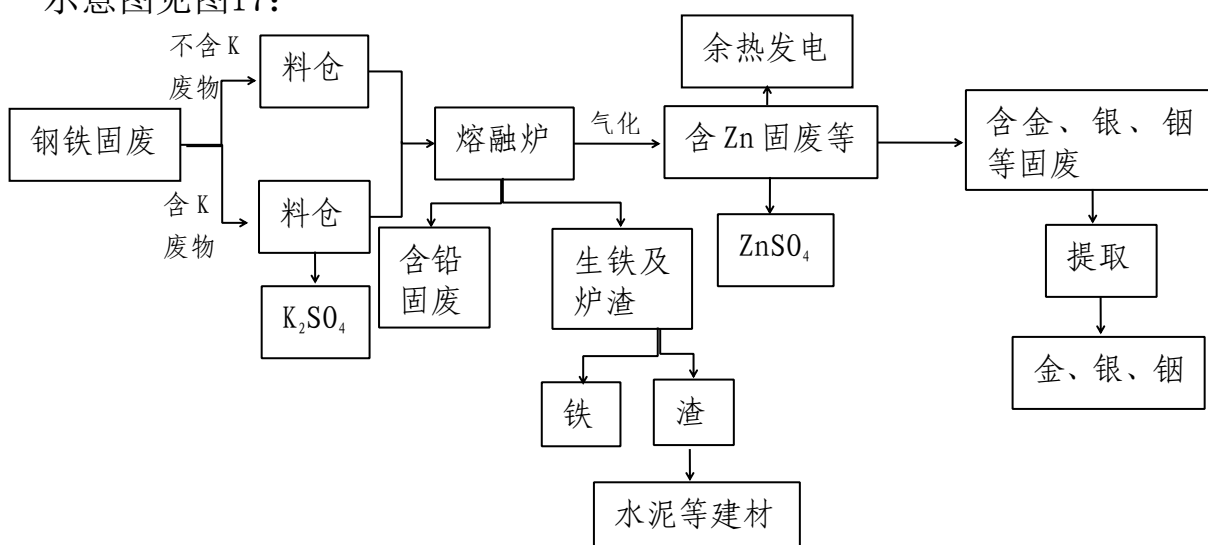 示意图见图17:
不含K
废物
料仓
余热发电
钢铁固废
熔融炉
气化
含Zn固废等
含金、银、铟
等固废
含K
废物
料仓
K₂SO₄
含铅
固废
生铁及
炉渣
ZnSO₄
提取
铁
渣
金、银、铟
水泥等建材